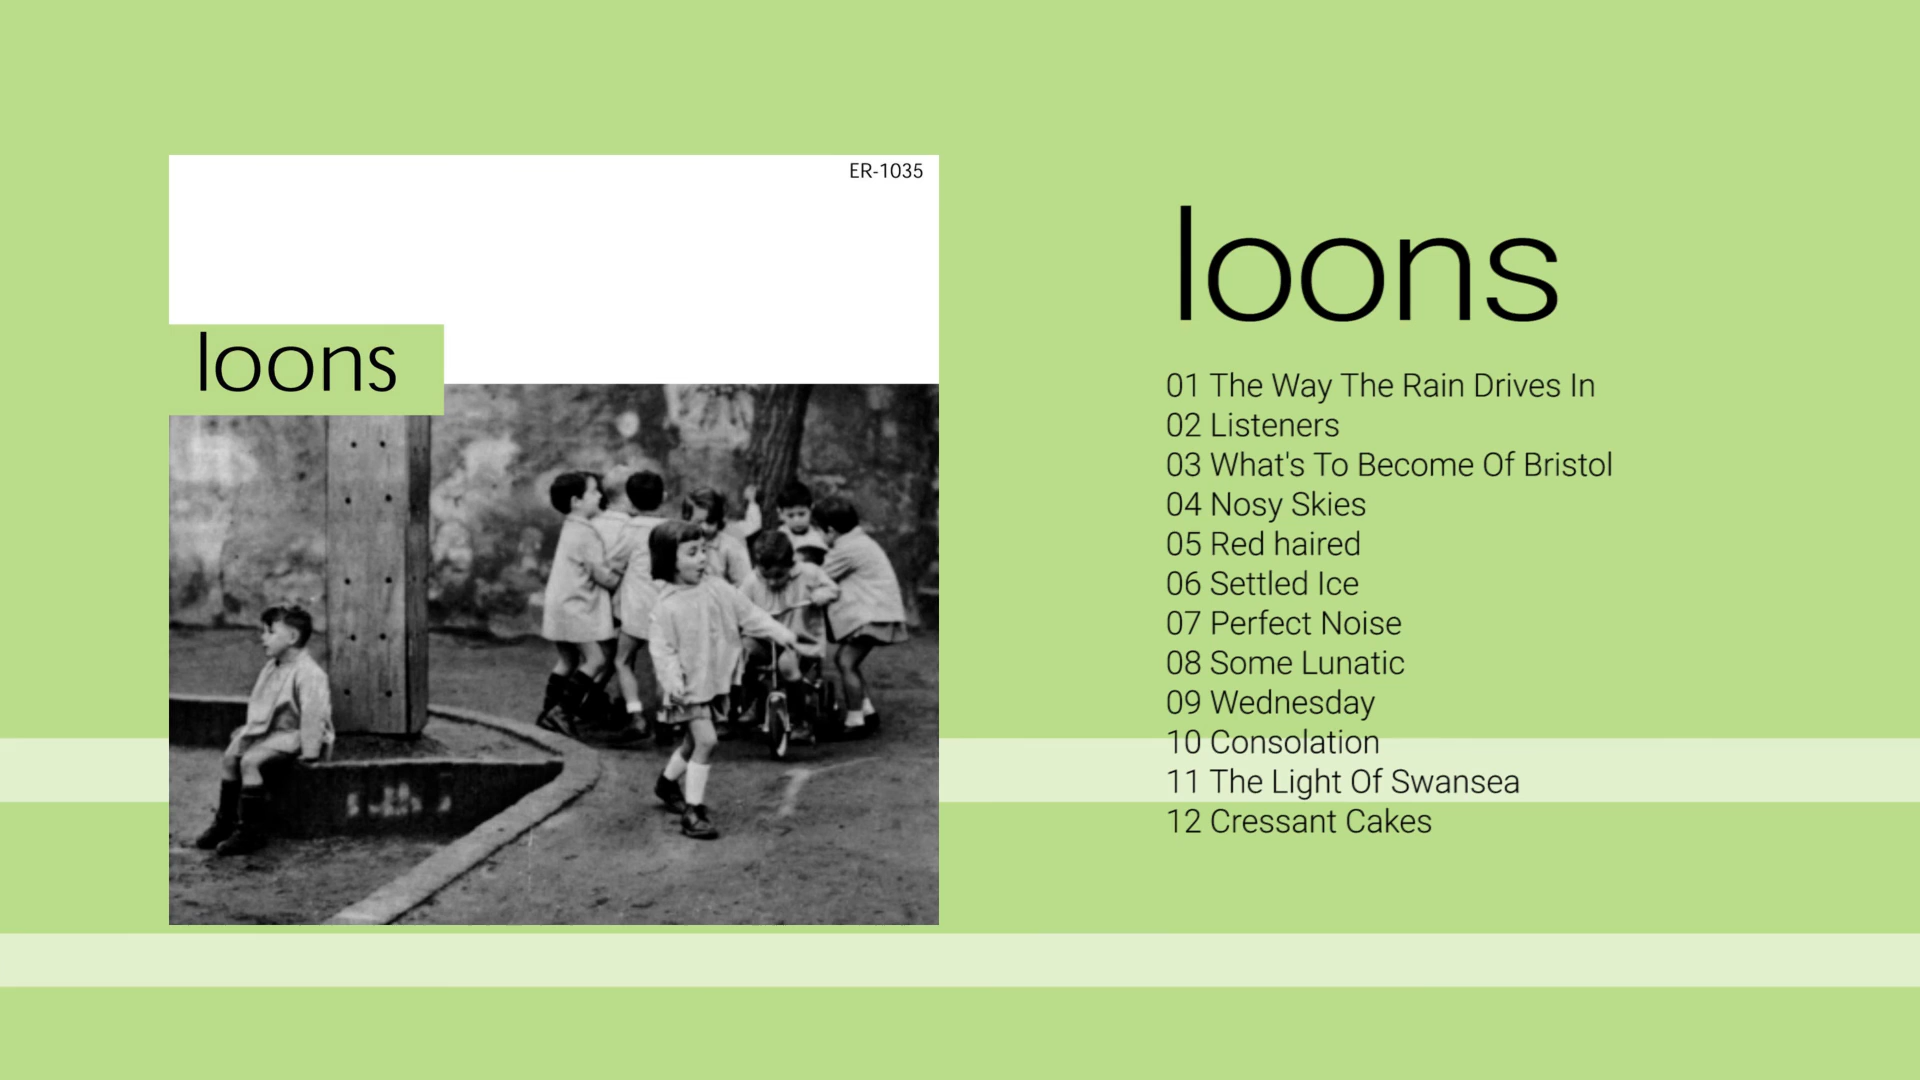 ER-1035
loons
loons
01 The Way The Rain Drives In
02 Listeners
03 What's To Become Of Bristol
04 Nosy Skies
05 Red haired
06 Settled Ice
07 Perfect Noise
08 Some Lunatic
09 Wednesday
10 Consolation
11 The Light Of Swansea
12 Cressant Cakes